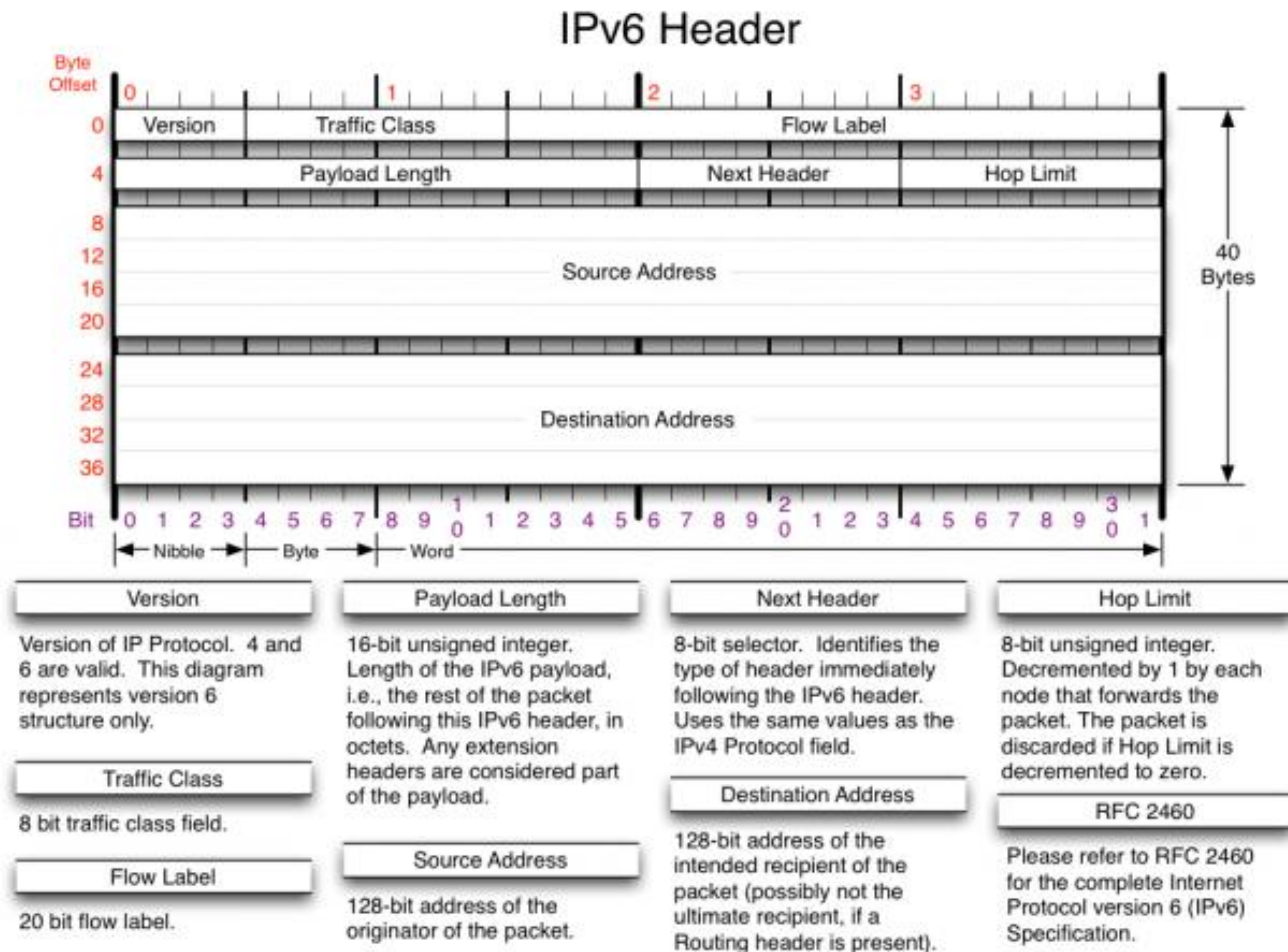 IPv6 Header
Byte
Offset
0 1 2 3
0 Version Traffic Class Flow Label
4 Payload Length Next Header Hop Limit
8
12
Source Address
16
20
24
28
Destination Address
32
36
40
Bytes
Bit 0 1 2 3 4 5 6 7 8 9 10 1 2 3 4 5 6 7 8 9 20 1 2 3 4 5 6 7 8 9 30 1
Nibble Byte Word
Version
Version of IP Protocol. 4 and
6 are valid. This diagram
represents version 6
structure only.
Traffic Class
8 bit traffic class field.
Flow Label
20 bit flow label.
Payload Length
16-bit unsigned integer.
Length of the IPv6 payload,
i.e., the rest of the packet
following this IPv6 header, in
octets. Any extension
headers are considered part
of the payload.
Source Address
128-bit address of the
originator of the packet.
Next Header
8-bit selector. Identifies the
type of header immediately
following the IPv6 header.
Uses the same values as the
IPv4 Protocol field.
Destination Address
128-bit address of the
intended recipient of the
packet (possibly not the
ultimate recipient, if a
Routing header is present).
Hop Limit
8-bit unsigned integer.
Decremented by 1 by each
node that forwards the
packet. The packet is
discarded if Hop Limit is
decremented to zero.
RFC 2460
Please refer to RFC 2460
for the complete Internet
Protocol version 6 (IPv6)
Specification.